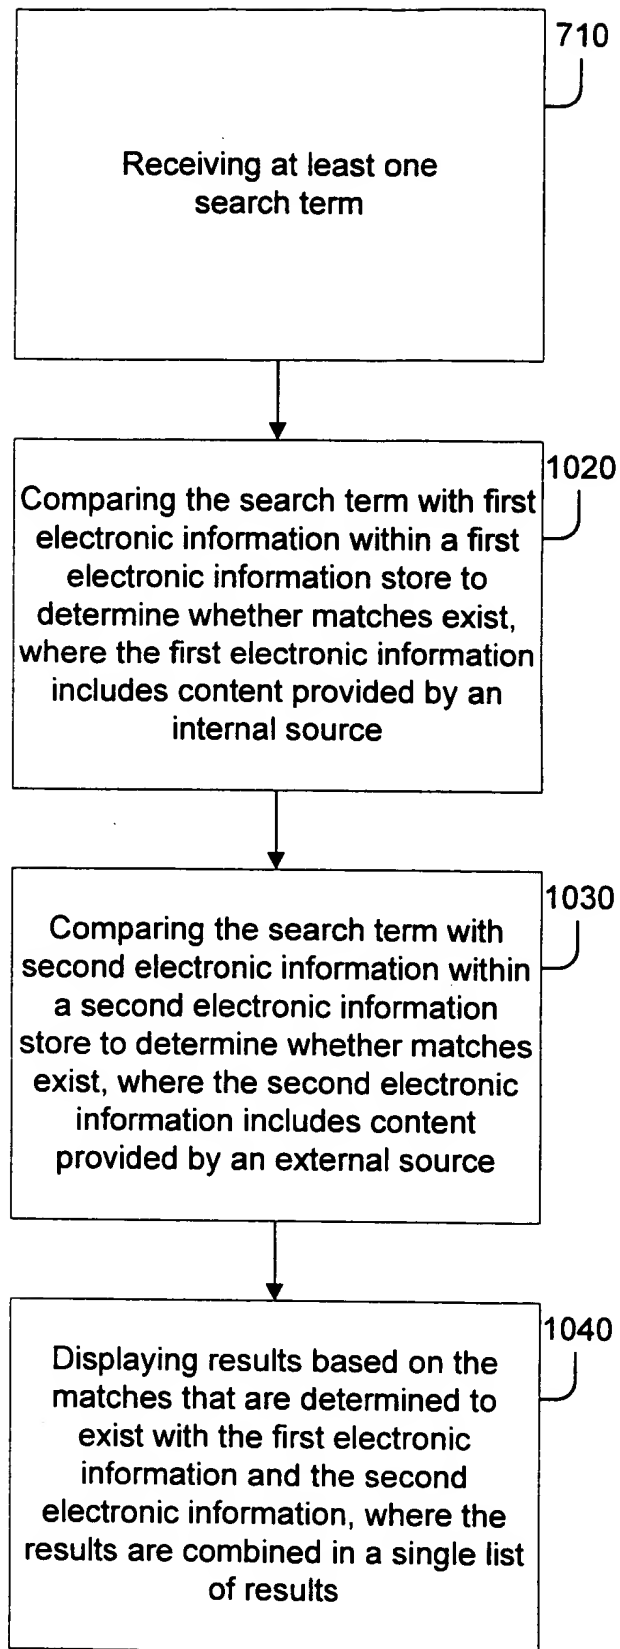 710
Receiving at least one
search term
1020
Comparing the search term with first
electronic information within a first
electronic information store to
determine whether matches exist,
where the first electronic information
includes content provided by an
internal source
1030
Comparing the search term with
second electronic information within
a second electronic information
store to determine whether matches
exist, where the second electronic
information includes content
provided by an external source
1040
Displaying results based on the
matches that are determined to
exist with the first electronic
information and the second
electronic information, where the
results are combined in a single list
of results